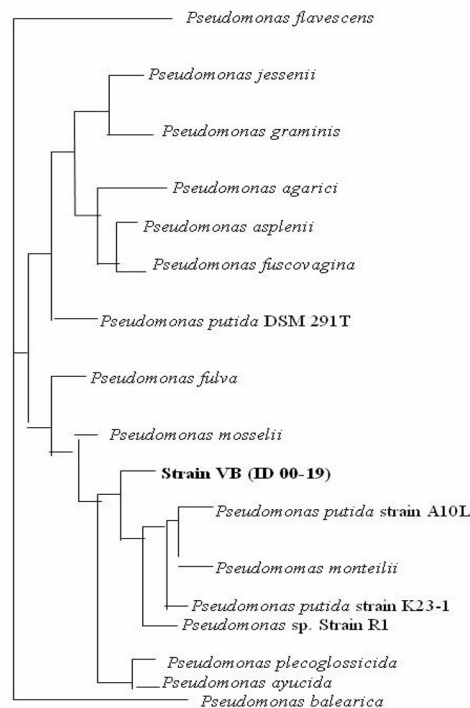 Pseudomonas flavescens
Pseudomonas jessenii
Pseudomonas graminis
Pseudomonas agarici
Pseudomonas asplenii
Pseudomonas fuscovagina
Pseudomonas putida DSM 291T
Pseudomonas fulva
Pseudomonas mosselii
Strain VB (ID 00-19)
Pseudomonas putida strain A10L
Pseudomomas monteilii
Pseudomonas putida strain K23-1
Pseudomonas sp. Strain R1
Pseudomonas plecoglossicida
Pseudomonas ayucida
Pseudomonas balearica